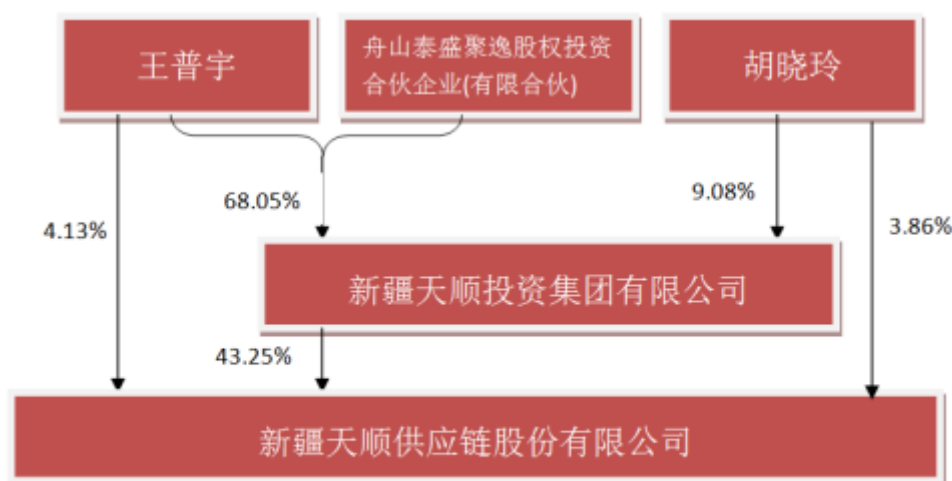 王普宇
舟山泰盛聚逸股权投资
合伙企业(有限合伙)
胡晓玲
4.13%
68.05%
9.08%
3.86%
新疆天顺投资集团有限公司
43.25%
新疆天顺供应链股份有限公司